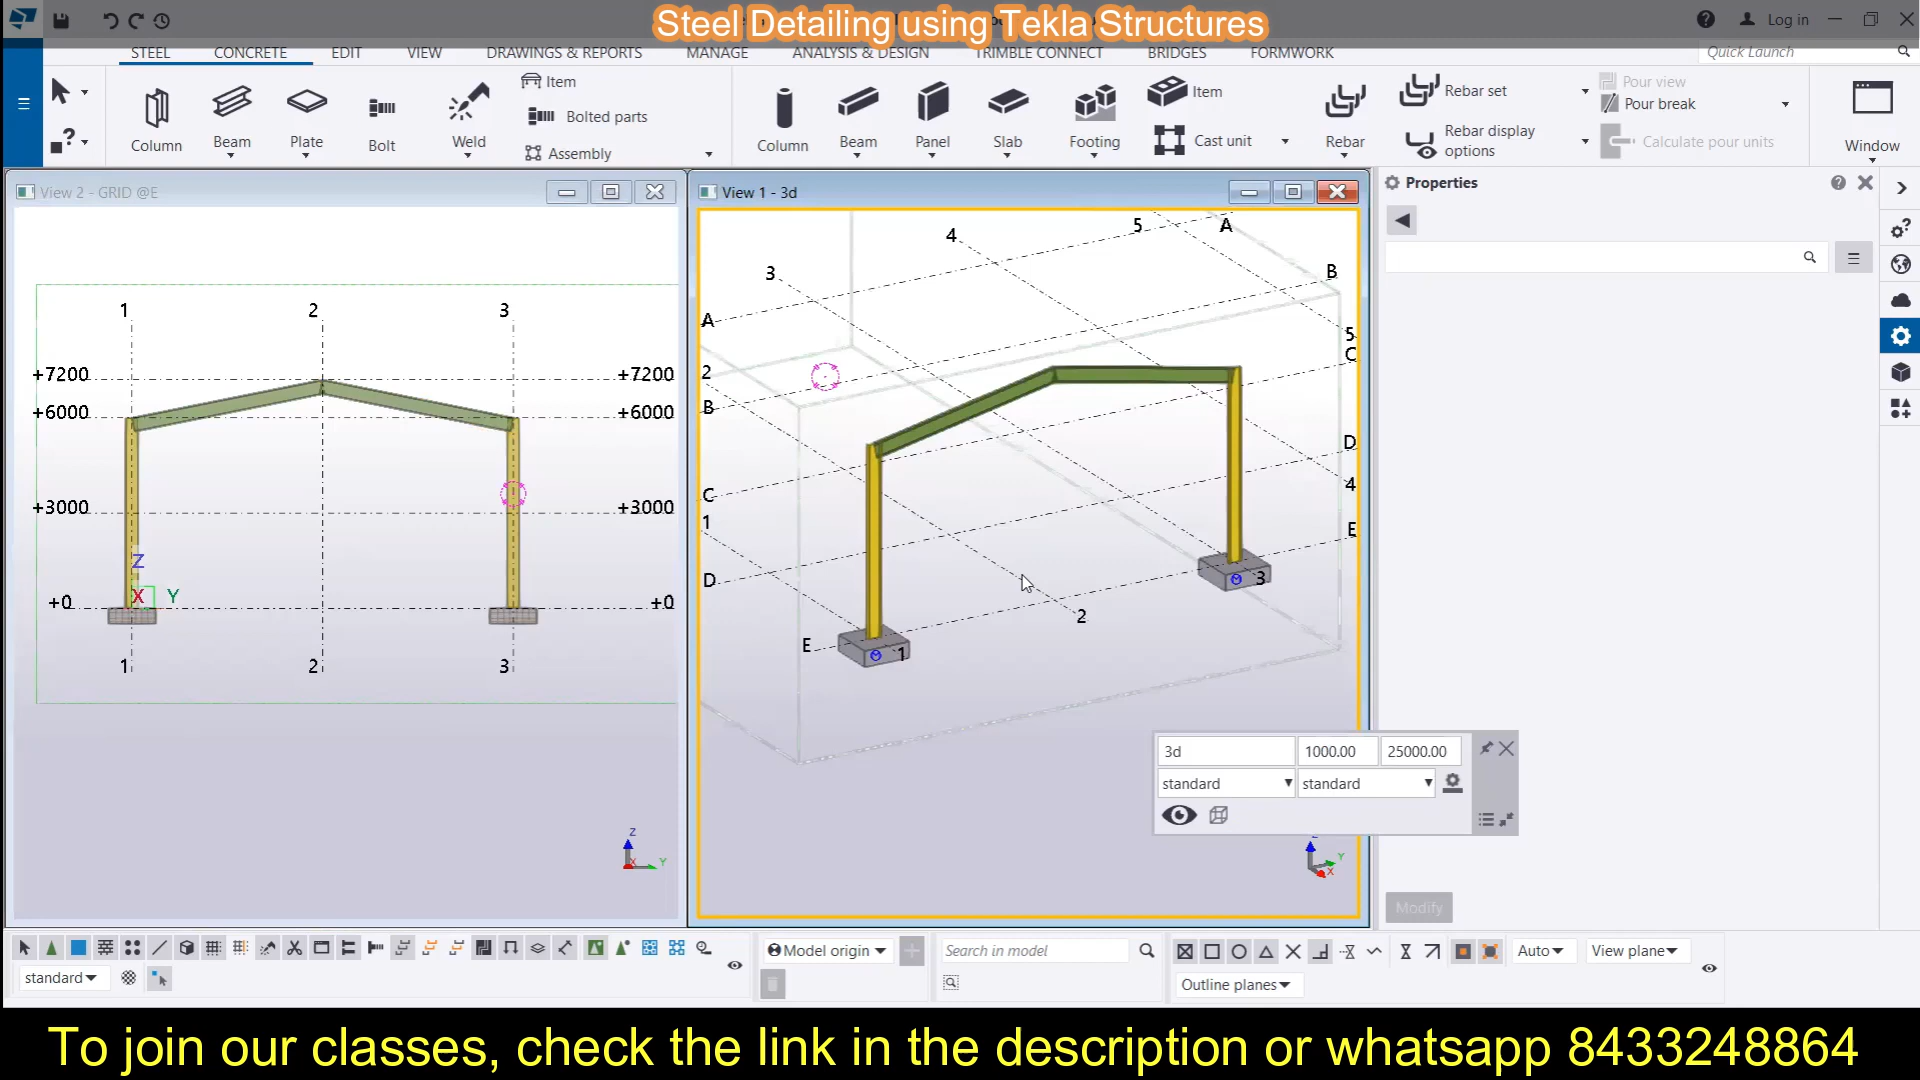 Steel Detailing using Tekla Structures
Log in
STEEL CONCRETE EDIT VIEW DRAWINGS & REPORTS MANAGE ANALYSIS & DESIGN TRIMBLE CONNECT BRIDGES FORMWORK
Quick Launch
Column Beam Plate Bolt Weld
Item
Bolted parts
Assembly
Column Beam Panel Slab Footing
Item
Cast unit
Rebar
Rebar set
Rebar display options
Pour view
Pour break
Calculate pour units
Window
View 2 - GRID @E
1 2 3
+7200 +7200
+6000 +6000
+3000 +3000
Z
X Y
+0 +0
1 2 3
Z
X Y
View 1 - 3d
5 A
4
3 B
A
5
C
2
B
D
C
4
1
E
D
3
2
E
1
Z
Y
X
3d 1000.00 25000.00
standard standard
Properties
Modify
standard
Model origin
Search in model
Auto
View plane
Outline planes
To join our classes, check the link in the description or whatsapp 8433248864